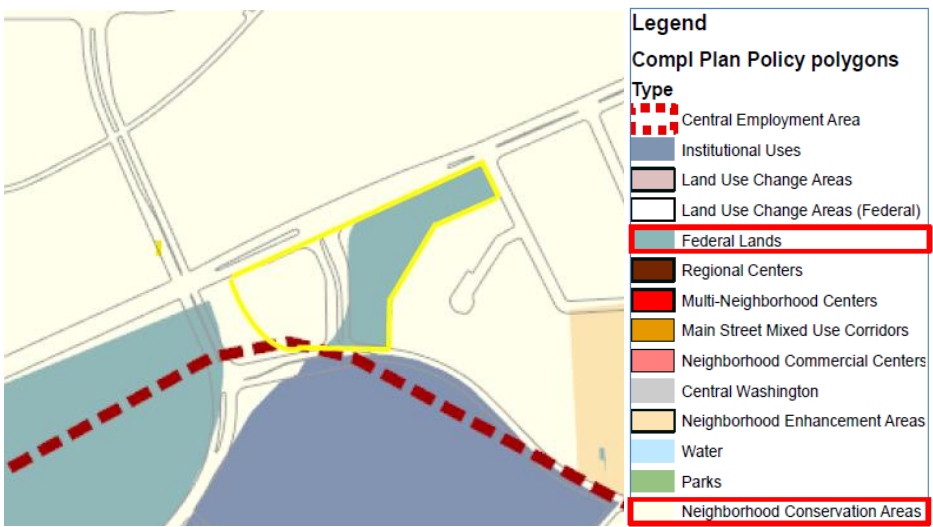 Legend
Compl Plan Policy polygons
Type
Central Employment Area
Institutional Uses
Land Use Change Areas
Land Use Change Areas (Federal)
Federal Lands
Regional Centers
Multi-Neighborhood Centers
Main Street Mixed Use Corridors
Neighborhood Commercial Centers
Central Washington
Neighborhood Enhancement Areas
Water
Parks
Neighborhood Conservation Areas